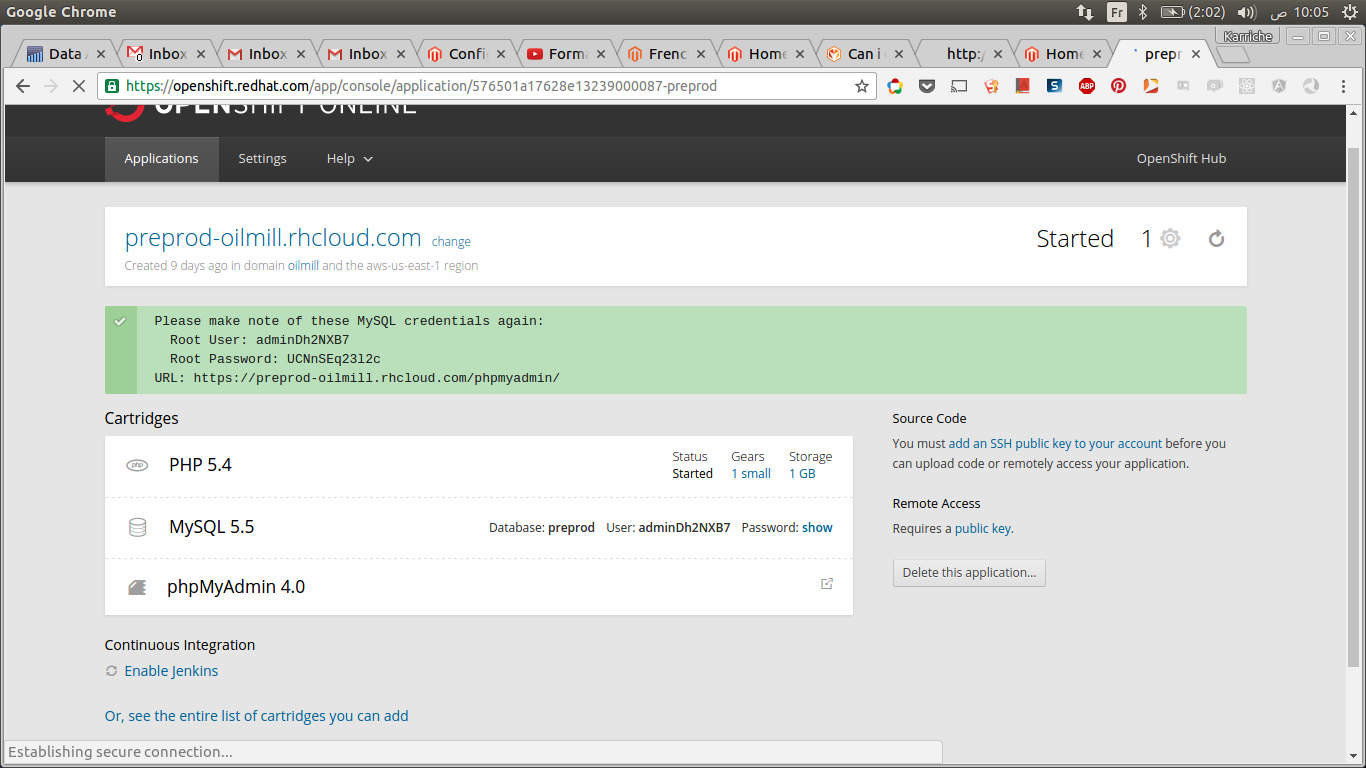 Google Chrome
Fr
(2:02)
ص 10:05
Karriche
Data
Inbox
Inbox
Inbox
Confi
Form
Frenc
Home
Can i
http:/
Home
prepr
https://openshift.redhat.com/app/console/application/576501a17628e13239000087-preprod
OPENSHIFT ONLINE
Applications
Settings
Help
OpenShift Hub
preprod-oilmill.rhcloud.com change
Started 1
Created 9 days ago in domain oilmill and the aws-us-east-1 region
Please make note of these MySQL credentials again:
Root User: adminDh2NXB7
Root Password: UCNnSEq23l2c
URL: https://preprod-oilmill.rhcloud.com/phpmyadmin/
Cartridges
php
PHP 5.4
Status
Started
Gears
1 small
Storage
1 GB
MySQL 5.5
Database: preprod User: adminDh2NXB7 Password: show
phpMyAdmin 4.0
Continuous Integration
Enable Jenkins
Or, see the entire list of cartridges you can add
Source Code
You must add an SSH public key to your account before you
can upload code or remotely access your application.
Remote Access
Requires a public key.
Delete this application...
Establishing secure connection...